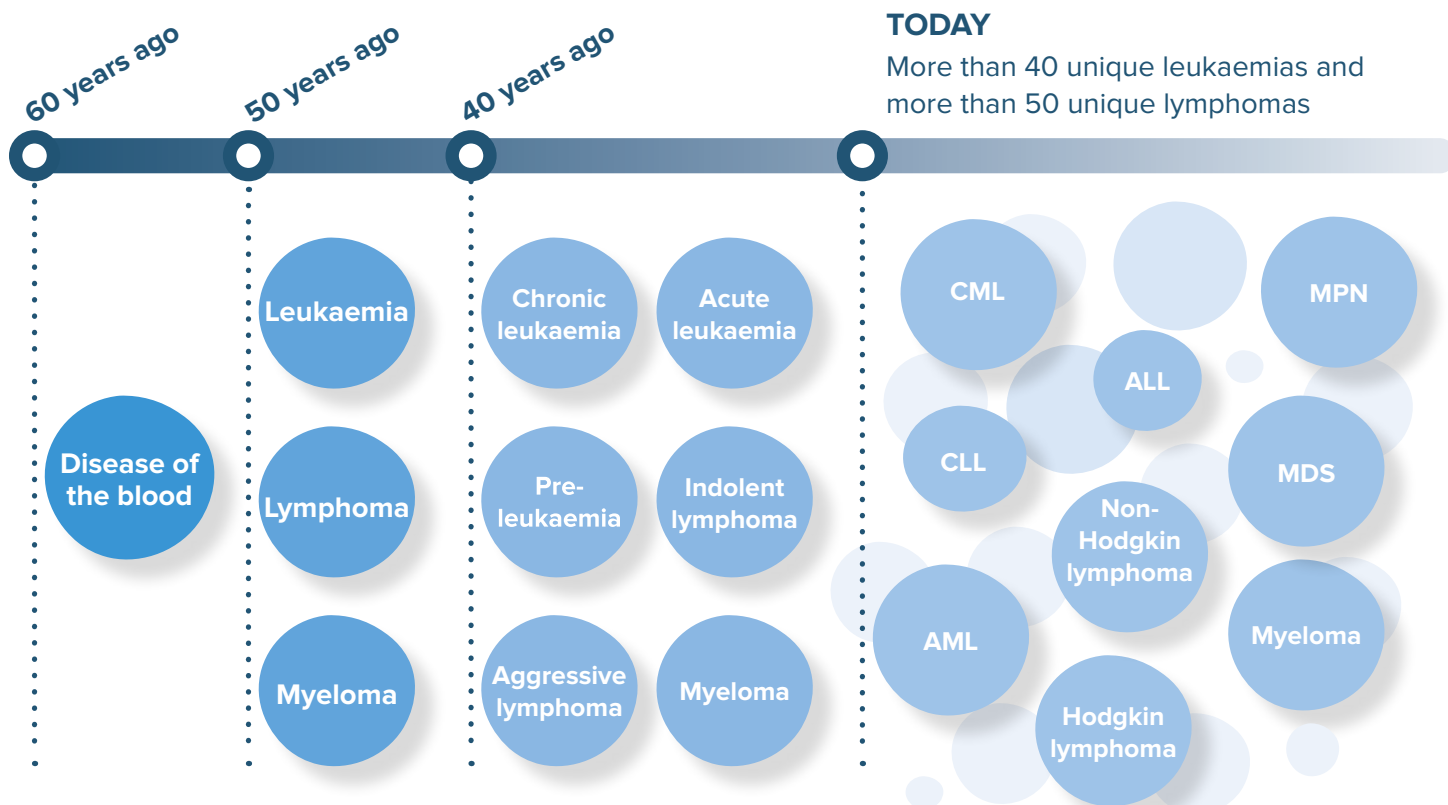 60 years ago
50 years ago
40 years ago
TODAY
More than 40 unique leukaemias and
more than 50 unique lymphomas
Disease of
the blood
Leukaemia
Lymphoma
Myeloma
Chronic
leukaemia
Acute
leukaemia
Pre-
leukaemia
Indolent
lymphoma
Aggressive
lymphoma
Myeloma
CML
MPN
ALL
CLL
MDS
Non-
Hodgkin
lymphoma
AML
Myeloma
Hodgkin
lymphoma